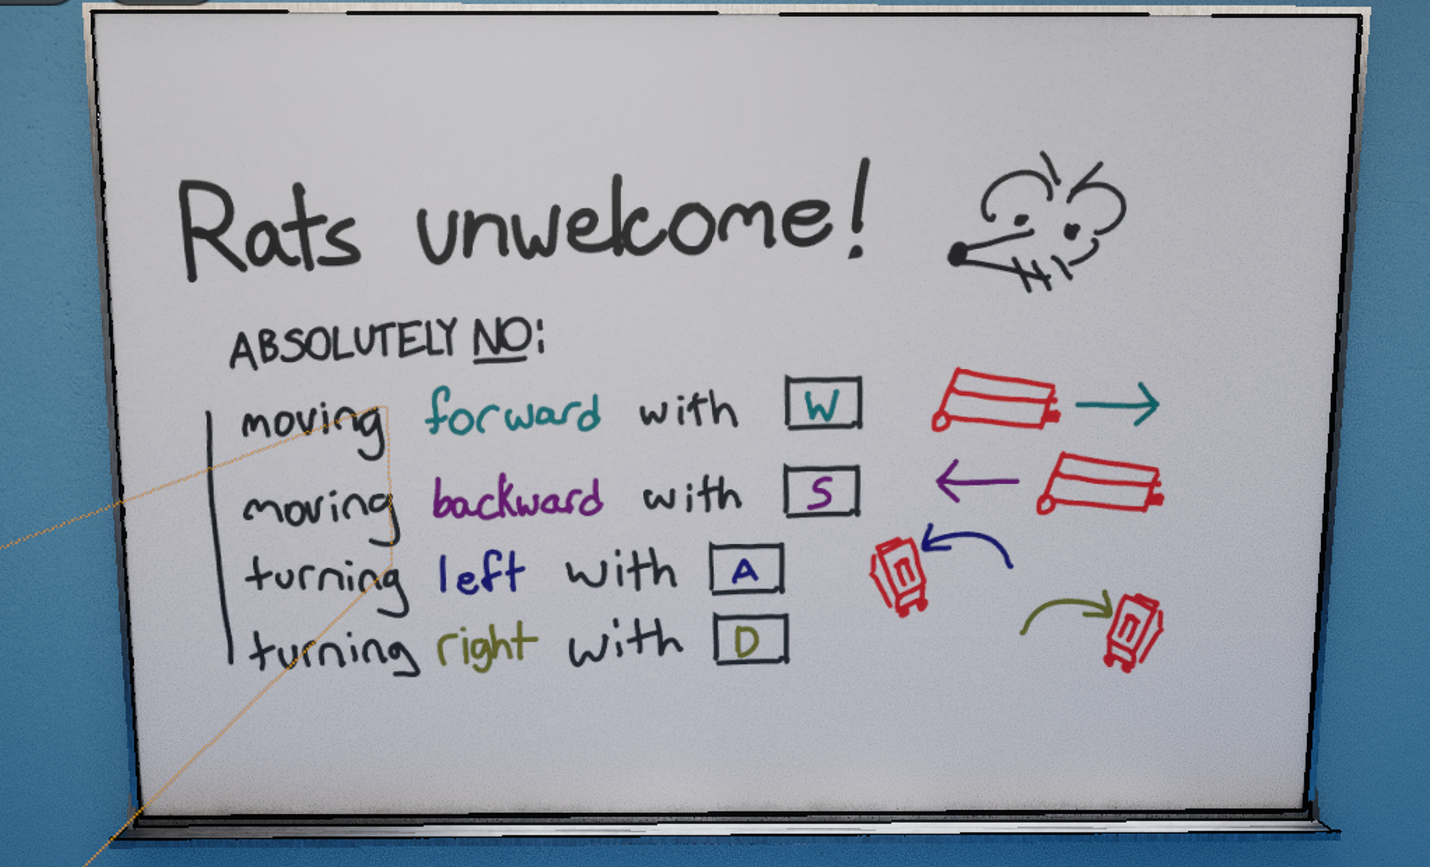 Rats unwelcome!
ABSOLUTELY NO:
moving forward with W
moving backward with S
turning left with A
turning right with D